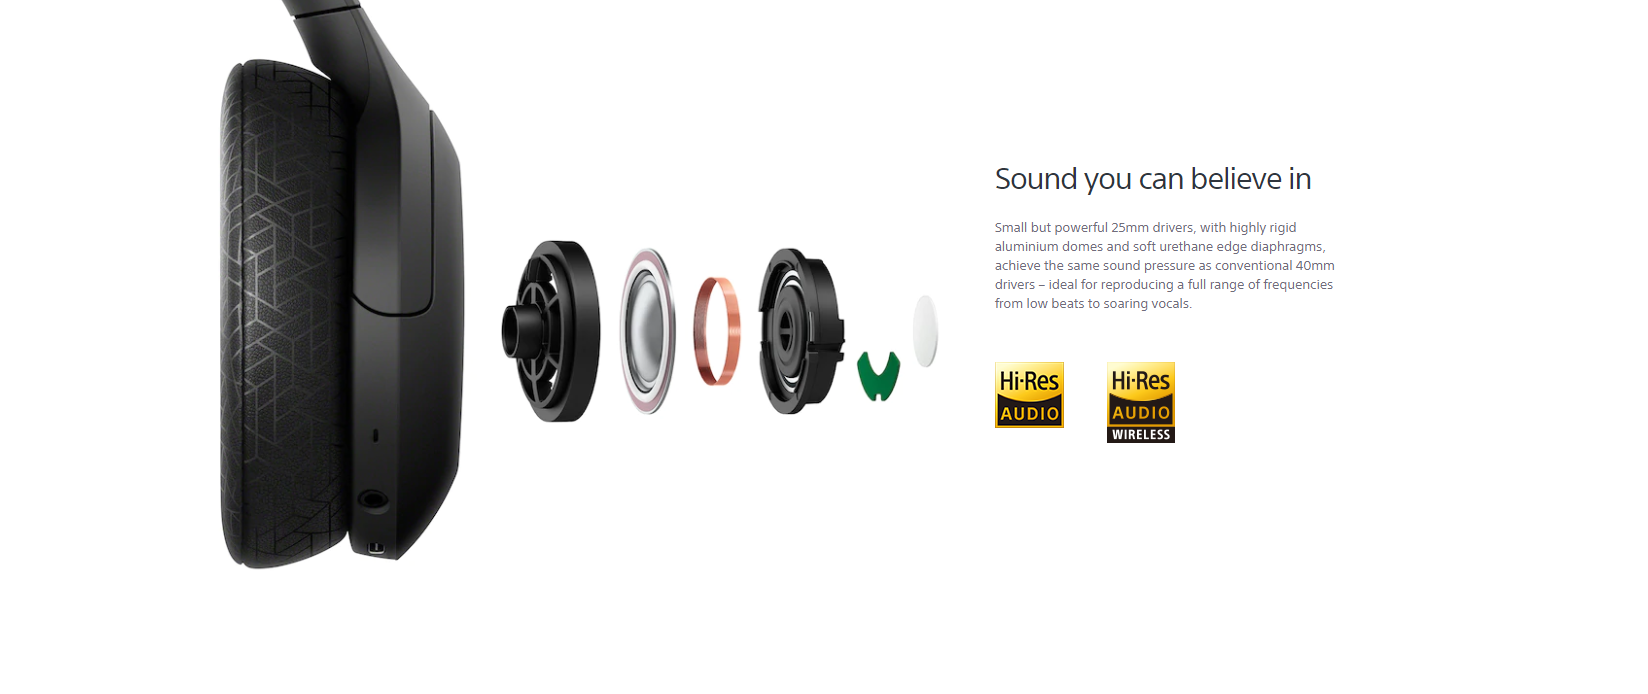 Sound you can believe in
Small but powerful 25mm drivers, with highly rigid
aluminium domes and soft urethane edge diaphragms,
achieve the same sound pressure as conventional 40mm
drivers – ideal for reproducing a full range of frequencies
from low beats to soaring vocals.
Hi-Res
AUDIO
Hi-Res
AUDIO
WIRELESS